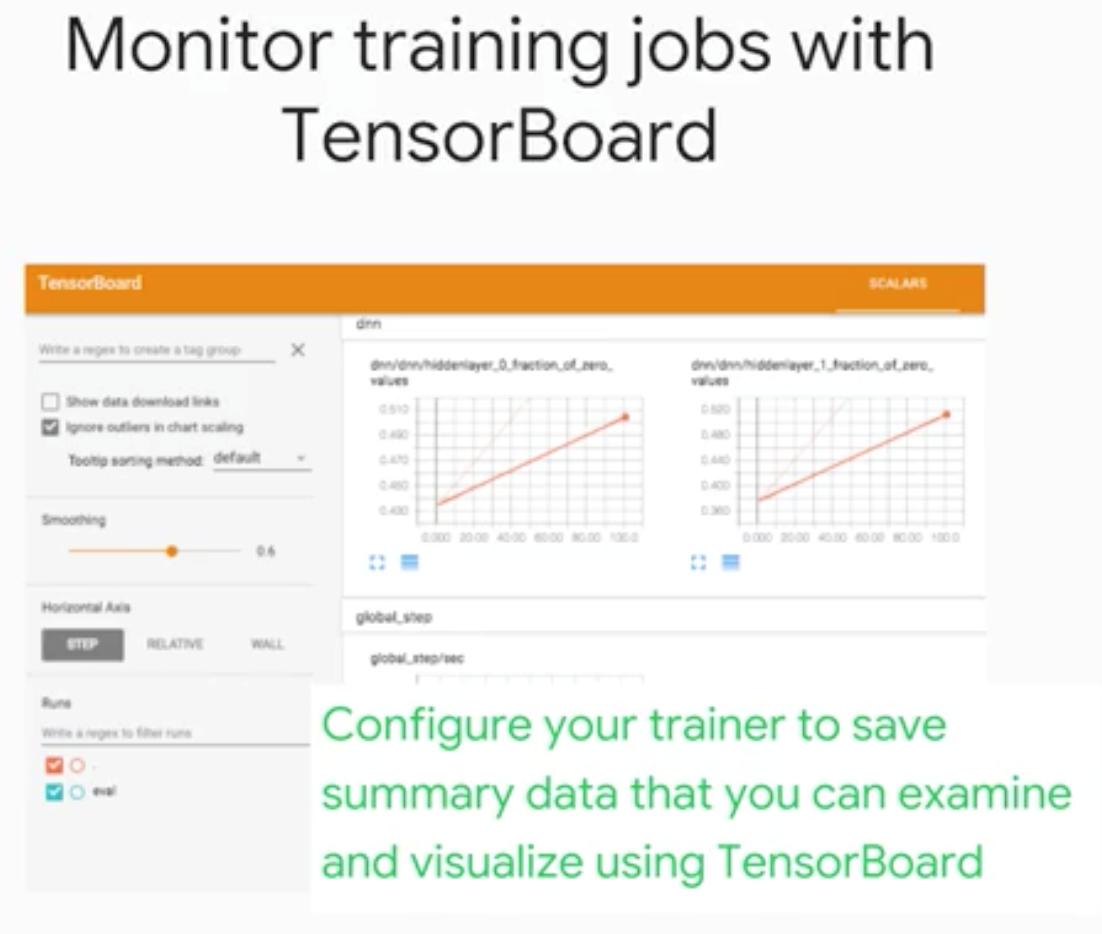 Monitor training jobs with
TensorBoard
TensorBoard
SCALARS
Write a regex to create a tag group
Show data download links
Ignore outliers in chart scaling
Tooltip sorting method: default
Smoothing
0.6
Horizontal Axis
STEP RELATIVE WALL
Runs
Write a regex to filter runs
.
eval
dnn
dnn/dnn/hiddenlayer_0_fraction_of_zero_
values
0.510
0.490
0.470
0.450
0.430
0.000 20.00 40.00 60.00 80.00 100.0
dnn/dnn/hiddenlayer_1_fraction_of_zero_
values
0.520
0.480
0.440
0.400
0.360
0.000 20.00 40.00 60.00 80.00 100.0
global_step
global_step/sec
Configure your trainer to save
summary data that you can examine
and visualize using TensorBoard